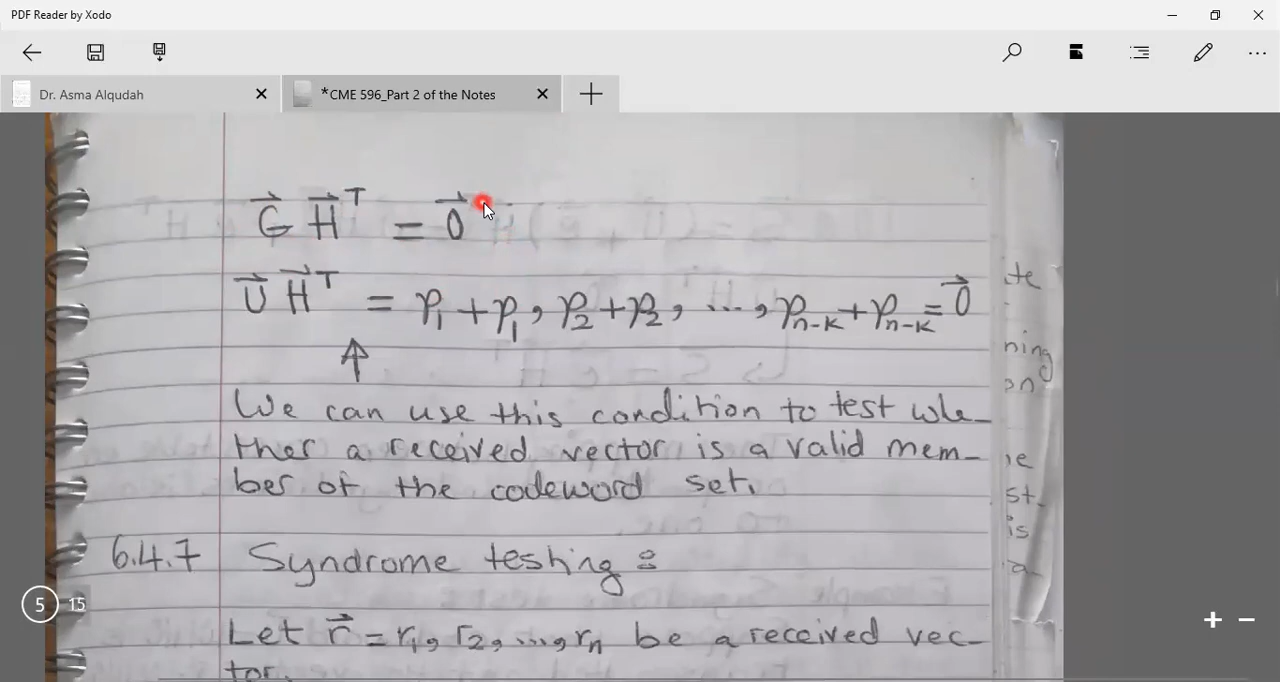 PDF Reader by Xodo
Dr. Asma Alqudah
*CME 596_Part 2 of the Notes
G⃗ H⃗ᵀ = 0⃗
U⃗ H⃗ᵀ = p₁ + p₁, p₂ + p₂, ..., pₙ₋ₖ + pₙ₋ₖ = 0⃗
↑
We can use this condition to test whe-
ther a received vector is a valid mem-
ber of the codeword set.
6.4.7 Syndrome testing :
Let r⃗ = r₁, r₂, ..., rₙ be a received vec-
tor.
5 15